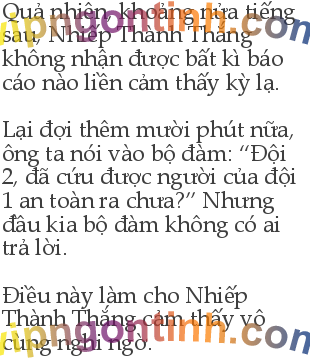 Quả nhiên, khoảng nửa tiếng
sau, Nhiếp Thành Thắng
không nhận được bất kì báo
cáo nào liền cảm thấy kỳ lạ.
Lại đợi thêm mười phút nữa,
ông ta nói vào bộ đàm: “Đội
2, đã cứu được người của đội
1 an toàn ra chưa?” Nhưng
đầu kia bộ đàm không có ai
trả lời.
Điều này làm cho Nhiếp
Thành Thắng cảm thấy vô
cùng nghi ngờ.
vipngontinh.com
vipngontinh.com